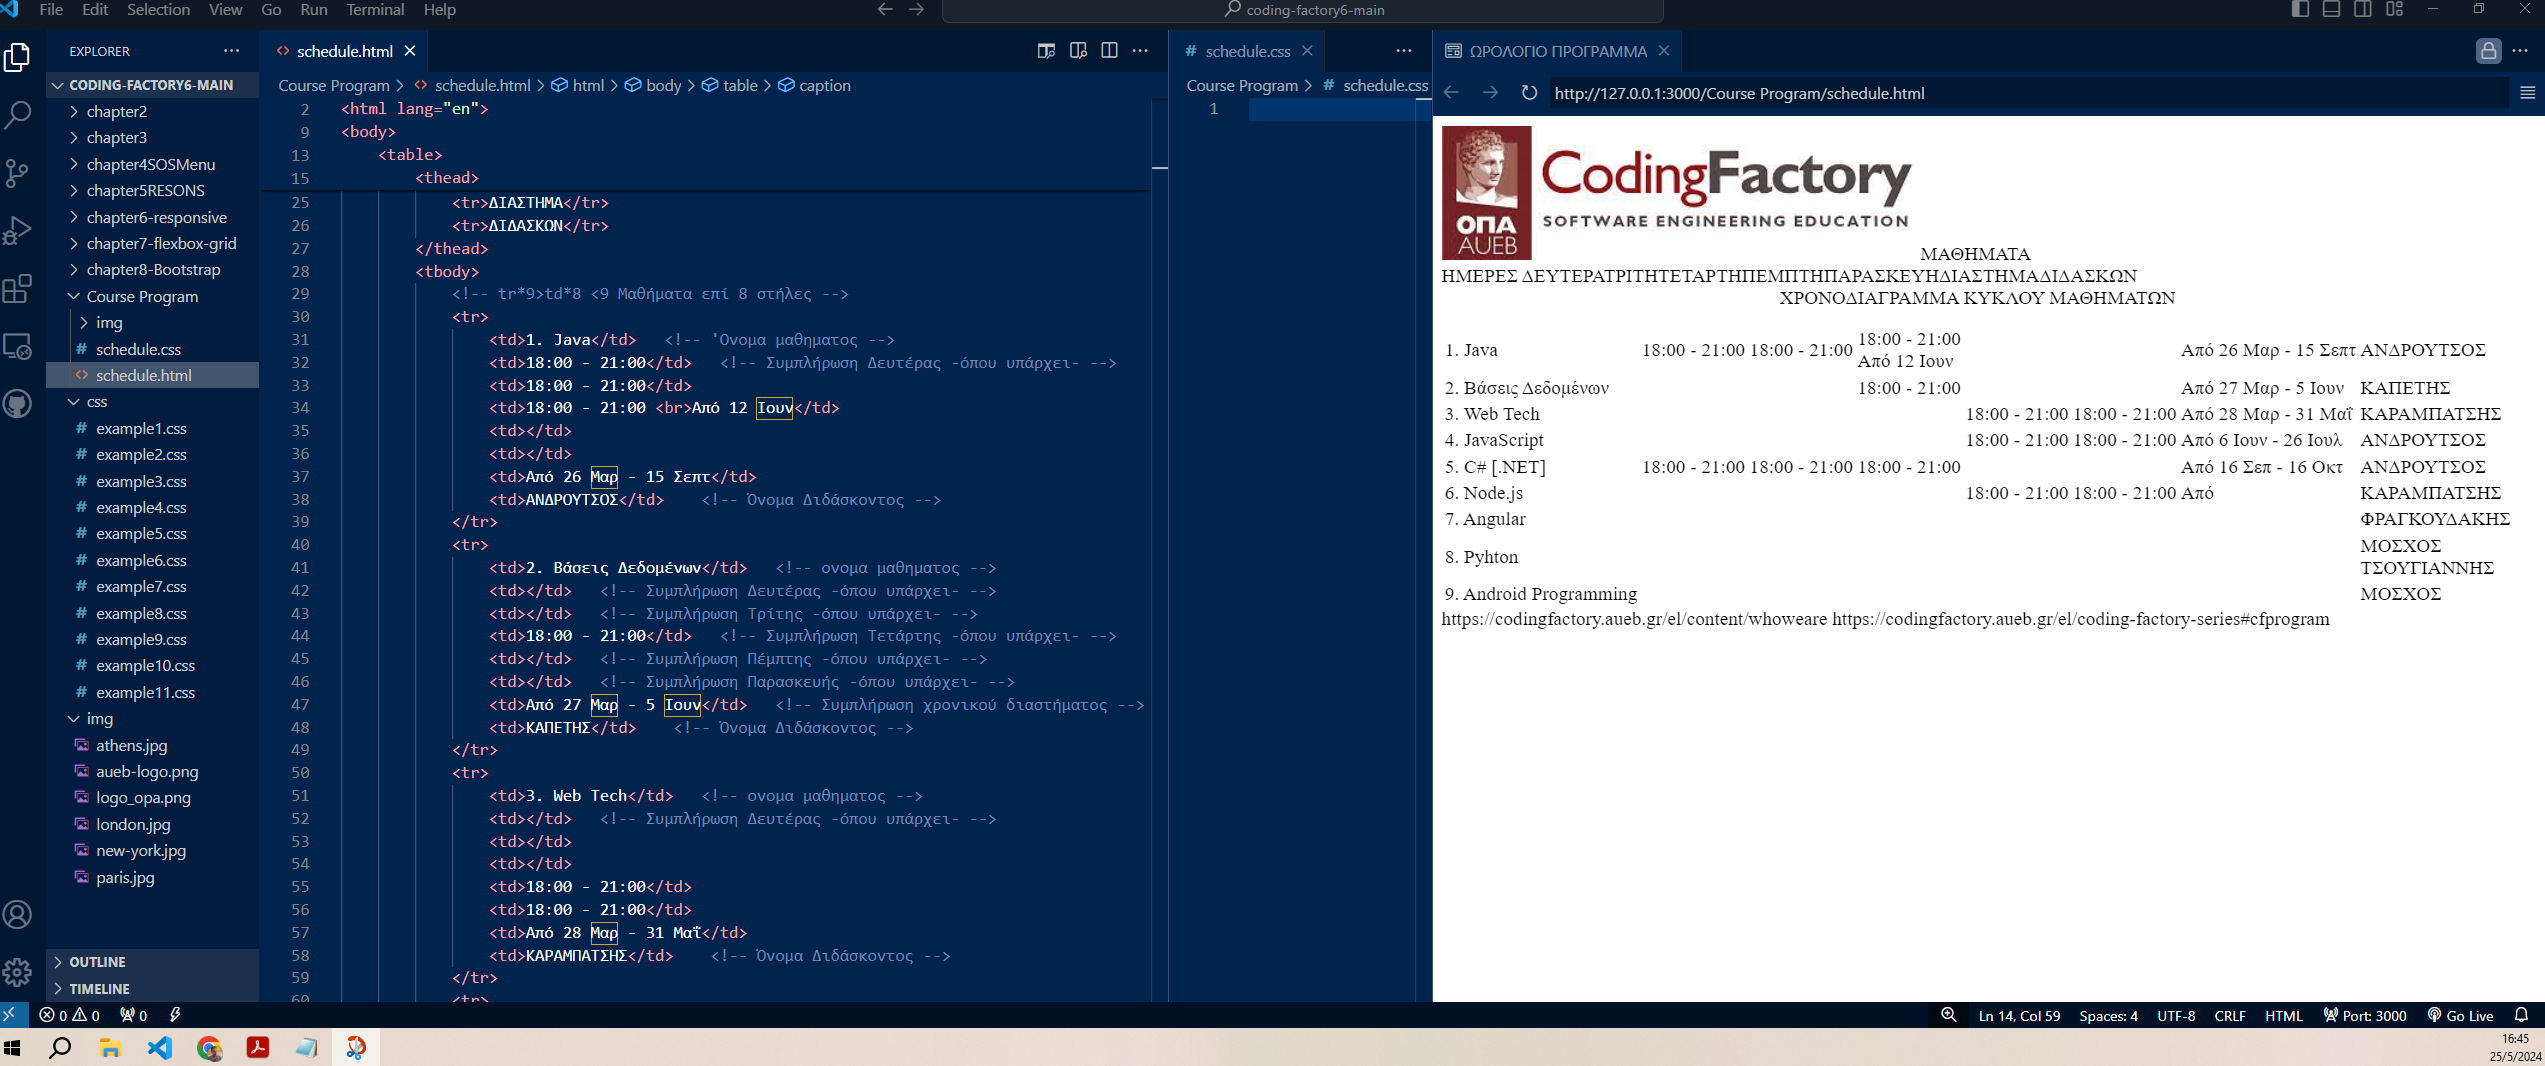 File Edit Selection View Go Run Terminal Help
coding-factory6-main
EXPLORER
CODING-FACTORY6-MAIN
chapter2
chapter3
chapter4SOSMenu
chapter5RESONS
chapter6-responsive
chapter7-flexbox-grid
chapter8-Bootstrap
Course Program
img
# schedule.css
<> schedule.html
css
# example1.css
# example2.css
# example3.css
# example4.css
# example5.css
# example6.css
# example7.css
# example8.css
# example9.css
# example10.css
# example11.css
img
athens.jpg
aueb-logo.png
logo_opa.png
london.jpg
new-york.jpg
paris.jpg
OUTLINE
TIMELINE
<> schedule.html
Course Program > <> schedule.html > html > body > table > caption
2 <html lang="en">
9 <body>
13 <table>
15 <thead>
25 <tr>ΔΙΑΣΤΗΜΑ</tr>
26 <tr>ΔΙΔΑΣΚΩΝ</tr>
27 </thead>
28 <tbody>
29 <!-- tr*9>td*8 <9 Μαθήματα επί 8 στήλες -->
30 <tr>
31 <td>1. Java</td> <!-- 'Ονομα μαθηματος -->
32 <td>18:00 - 21:00</td> <!-- Συμπλήρωση Δευτέρας -όπου υπάρχει- -->
33 <td>18:00 - 21:00</td>
34 <td>18:00 - 21:00 <br>Από 12 Ιουν</td>
35 <td></td>
36 <td></td>
37 <td>Από 26 Μαρ - 15 Σεπτ</td>
38 <td>ΑΝΔΡΟΥΤΣΟΣ</td> <!-- Όνομα Διδάσκοντος -->
39 </tr>
40 <tr>
41 <td>2. Βάσεις Δεδομένων</td> <!-- ονομα μαθηματος -->
42 <td></td> <!-- Συμπλήρωση Δευτέρας -όπου υπάρχει- -->
43 <td></td> <!-- Συμπλήρωση Τρίτης -όπου υπάρχει- -->
44 <td>18:00 - 21:00</td> <!-- Συμπλήρωση Τετάρτης -όπου υπάρχει- -->
45 <td></td> <!-- Συμπλήρωση Πέμπτης -όπου υπάρχει- -->
46 <td></td> <!-- Συμπλήρωση Παρασκευής -όπου υπάρχει- -->
47 <td>Από 27 Μαρ - 5 Ιουν</td> <!-- Συμπλήρωση χρονικού διαστήματος -->
48 <td>ΚΑΠΕΤΗΣ</td> <!-- Όνομα Διδάσκοντος -->
49 </tr>
50 <tr>
51 <td>3. Web Tech</td> <!-- ονομα μαθηματος -->
52 <td></td> <!-- Συμπλήρωση Δευτέρας -όπου υπάρχει- -->
53 <td></td>
54 <td></td>
55 <td>18:00 - 21:00</td>
56 <td>18:00 - 21:00</td>
57 <td>Από 28 Μαρ - 31 Μαΐ</td>
58 <td>ΚΑΡΑΜΠΑΤΣΗΣ</td> <!-- Όνομα Διδάσκοντος -->
59 </tr>
60 <tr>
# schedule.css
Course Program > # schedule.css
1
ΩΡΟΛΟΓΙΟ ΠΡΟΓΡΑΜΜΑ
http://127.0.0.1:3000/Course Program/schedule.html
ΟΠΑ
AUEB
CodingFactory
SOFTWARE ENGINEERING EDUCATION
ΜΑΘΗΜΑΤΑ
ΗΜΕΡΕΣ ΔΕΥΤΕΡΑΤΡΙΤΗΤΕΤΑΡΤΗΠΕΜΠΤΗΠΑΡΑΣΚΕΥΗΔΙΑΣΤΗΜΑΔΙΔΑΣΚΩΝ
ΧΡΟΝΟΔΙΑΓΡΑΜΜΑ ΚΥΚΛΟΥ ΜΑΘΗΜΑΤΩΝ
1. Java 18:00 - 21:00 18:00 - 21:00 18:00 - 21:00 Από 12 Ιουν Από 26 Μαρ - 15 Σεπτ ΑΝΔΡΟΥΤΣΟΣ
2. Βάσεις Δεδομένων 18:00 - 21:00 Από 27 Μαρ - 5 Ιουν ΚΑΠΕΤΗΣ
3. Web Tech 18:00 - 21:00 18:00 - 21:00 Από 28 Μαρ - 31 Μαΐ ΚΑΡΑΜΠΑΤΣΗΣ
4. JavaScript 18:00 - 21:00 18:00 - 21:00 Από 6 Ιουν - 26 Ιουλ ΑΝΔΡΟΥΤΣΟΣ
5. C# [.NET] 18:00 - 21:00 18:00 - 21:00 18:00 - 21:00 Από 16 Σεπ - 16 Οκτ ΑΝΔΡΟΥΤΣΟΣ
6. Node.js 18:00 - 21:00 18:00 - 21:00 Από ΚΑΡΑΜΠΑΤΣΗΣ
7. Angular ΦΡΑΓΚΟΥΔΑΚΗΣ
8. Pyhton ΜΟΣΧΟΣ ΤΣΟΥΓΙΑΝΝΗΣ
9. Android Programming ΜΟΣΧΟΣ
https://codingfactory.aueb.gr/el/content/whoweare https://codingfactory.aueb.gr/el/coding-factory-series#cfprogram
0 0 0 Ln 14, Col 59 Spaces: 4 UTF-8 CRLF HTML Port: 3000 Go Live
16:45
25/5/2024